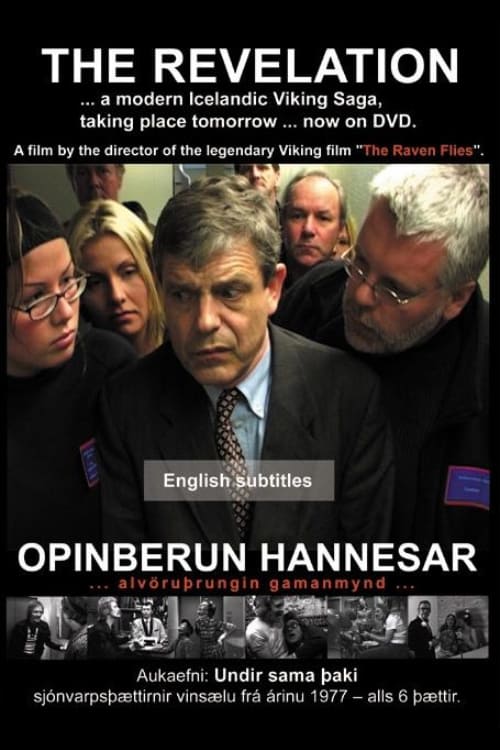 THE REVELATION
... a modern Icelandic Viking Saga,
taking place tomorrow ... now on DVD.
A film by the director of the legendary Viking film "The Raven Flies".
English subtitles
OPINBERUN HANNESAR
... alvöruþrungin gamanmynd ...
Aukaefni: Undir sama þaki
sjónvarpsþættirnir vinsælu frá árinu 1977 – alls 6 þættir.